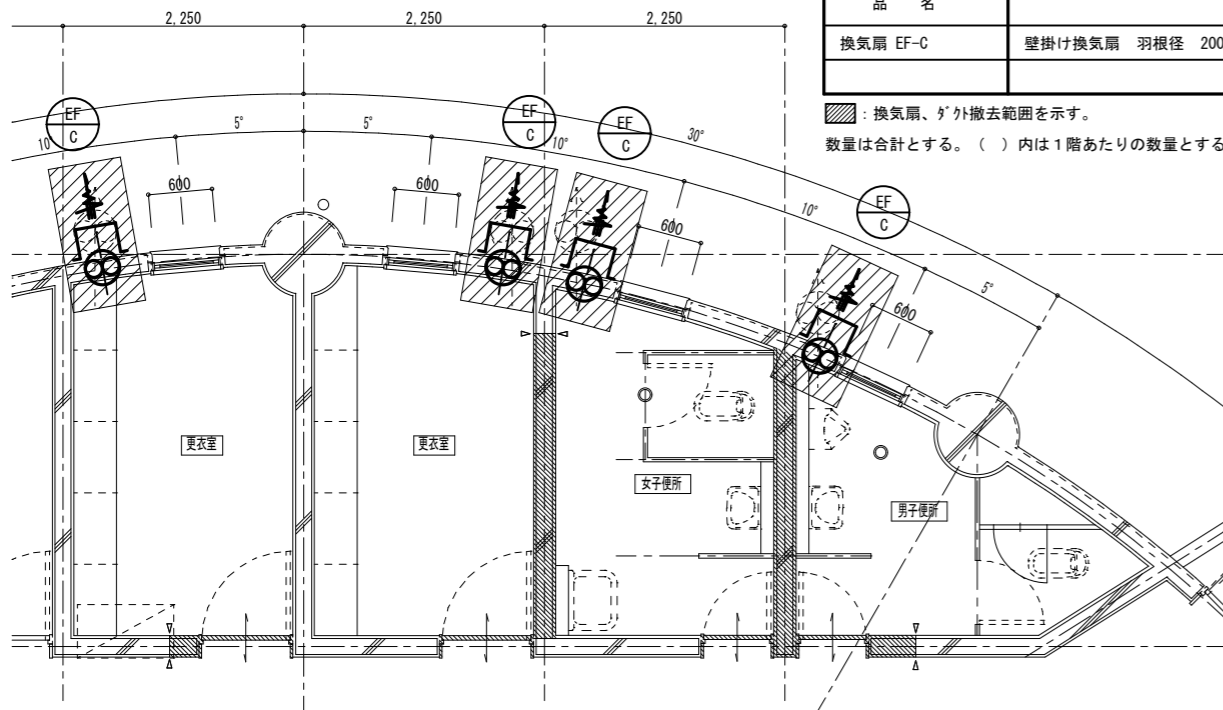 2,250
2,250
2,250
品 名
換気扇 EF-C
壁掛け換気扇 羽根径 200
:換気扇、ダクト撤去範囲を示す。
数量は合計とする。( )内は1階あたりの数量とする
EF
C
EF
C
EF
C
EF
C
10°
5°
5°
10°
30°
10°
5°
600
600
600
600
更衣室
更衣室
女子便所
男子便所